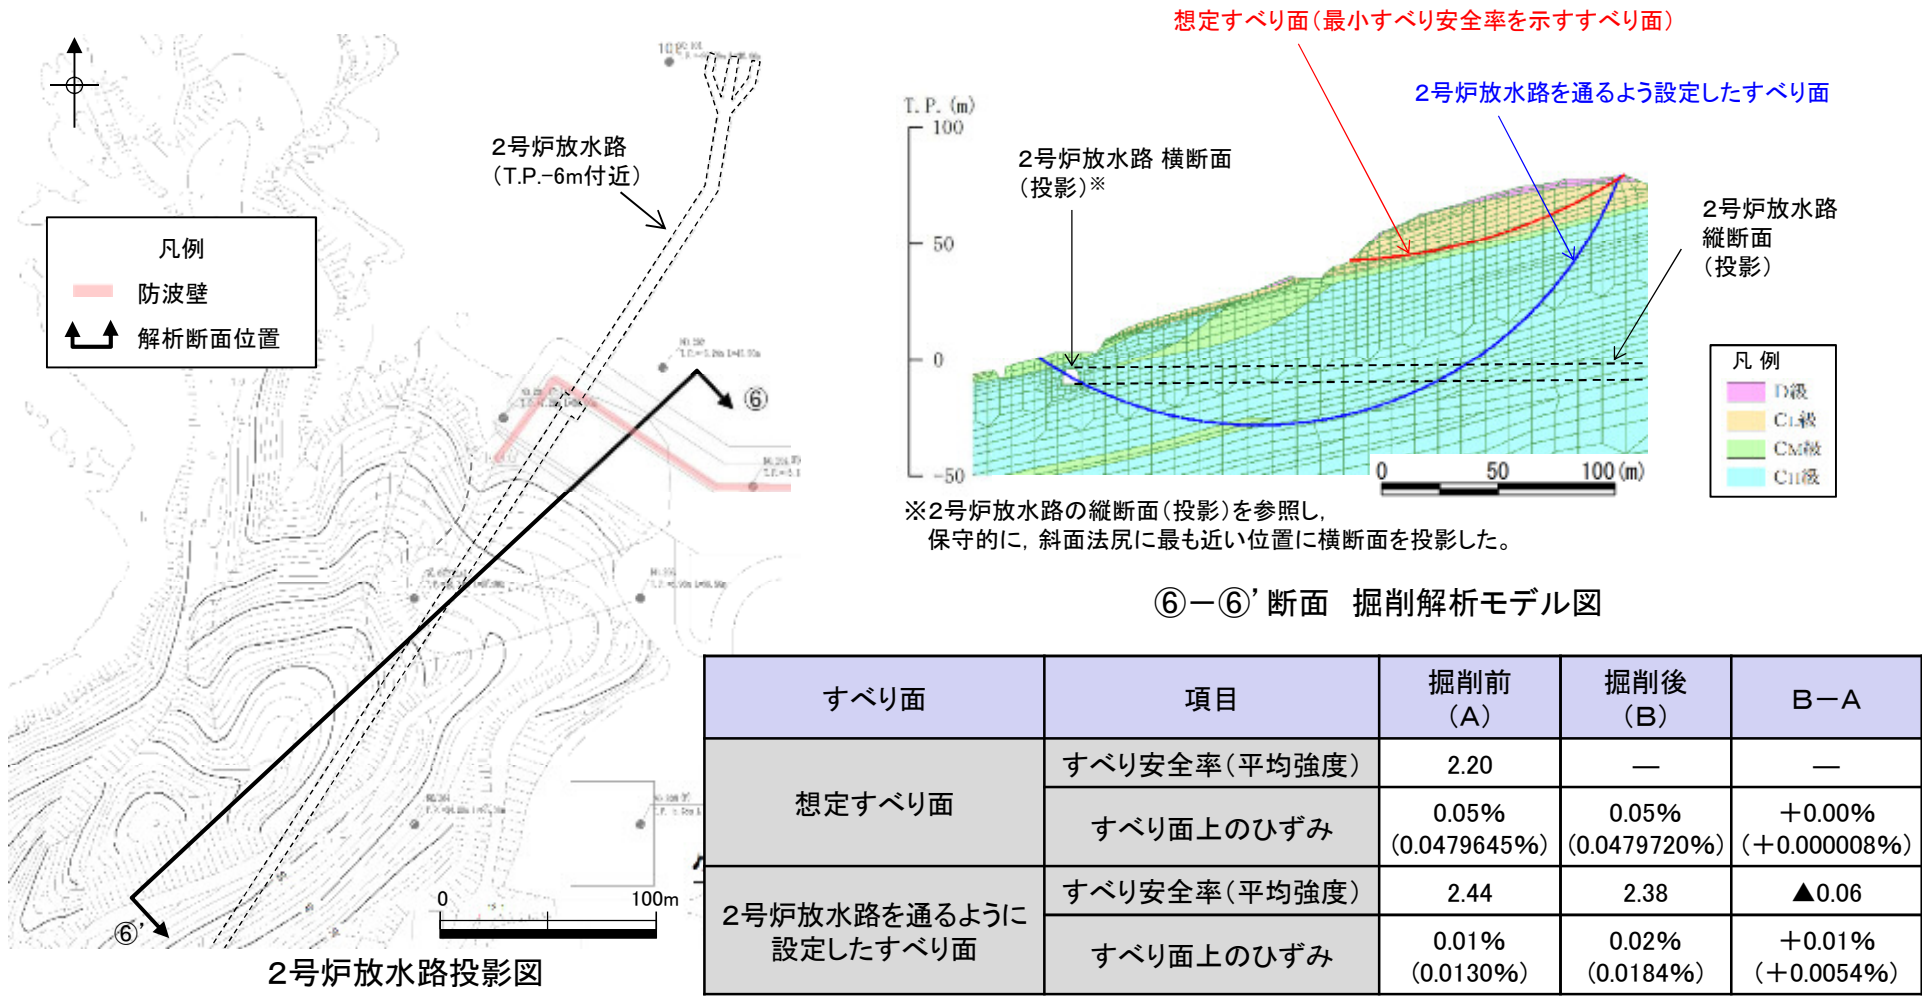 2号炉放水路
（T.P.-6m付近）
凡例
防波壁
解析断面位置
⑥
⑥’
0 100m
2号炉放水路投影図
想定すべり面（最小すべり安全率を示すすべり面）
2号炉放水路を通るよう設定したすべり面
T. P. (m)
100
50
0
-50
2号炉放水路 横断面
（投影）※
2号炉放水路
縦断面
（投影）
凡 例
D級
CL級
CM級
CH級
0 50 100 (m)
※2号炉放水路の縦断面（投影）を参照し，
保守的に，斜面法尻に最も近い位置に横断面を投影した。
⑥－⑥’断面　掘削解析モデル図
すべり面 項目 掘削前（A） 掘削後（B） B－A
想定すべり面 すべり安全率（平均強度） 2.20 ― ―
すべり面上のひずみ 0.05%（0.0479645%） 0.05%（0.0479720%） ＋0.00%（＋0.000008%）
2号炉放水路を通るように設定したすべり面 すべり安全率（平均強度） 2.44 2.38 ▲0.06
すべり面上のひずみ 0.01%（0.0130%） 0.02%（0.0184%） ＋0.01%（＋0.0054%）